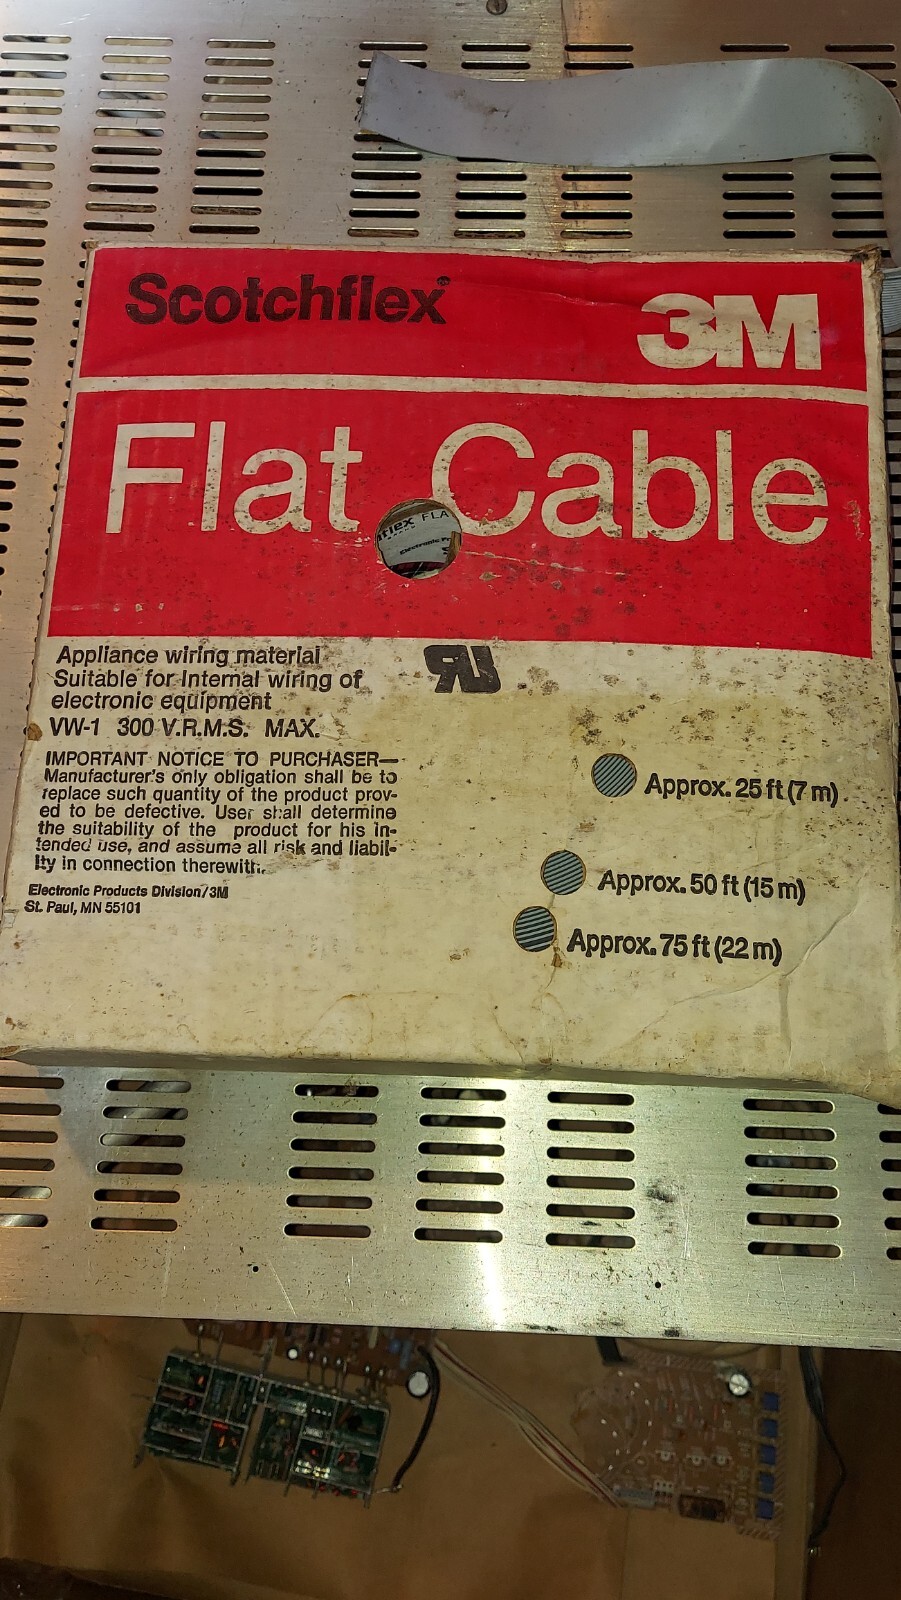 Scotchflex®
3M
Flat Cable
flex FLA
Electronic P
Appliance wiring material
Suitable for Internal wiring of
electronic equipment
VW-1 300 V.R.M.S. MAX.
IMPORTANT NOTICE TO PURCHASER—
Manufacturer's only obligation shall be to
replace such quantity of the product prov-
ed to be defective. User shall determine
the suitability of the product for his in-
tended use, and assume all risk and liabil-
ity in connection therewith.
Electronic Products Division/3M
St. Paul, MN 55101
Approx. 25 ft (7 m)
Approx. 50 ft (15 m)
Approx. 75 ft (22 m)